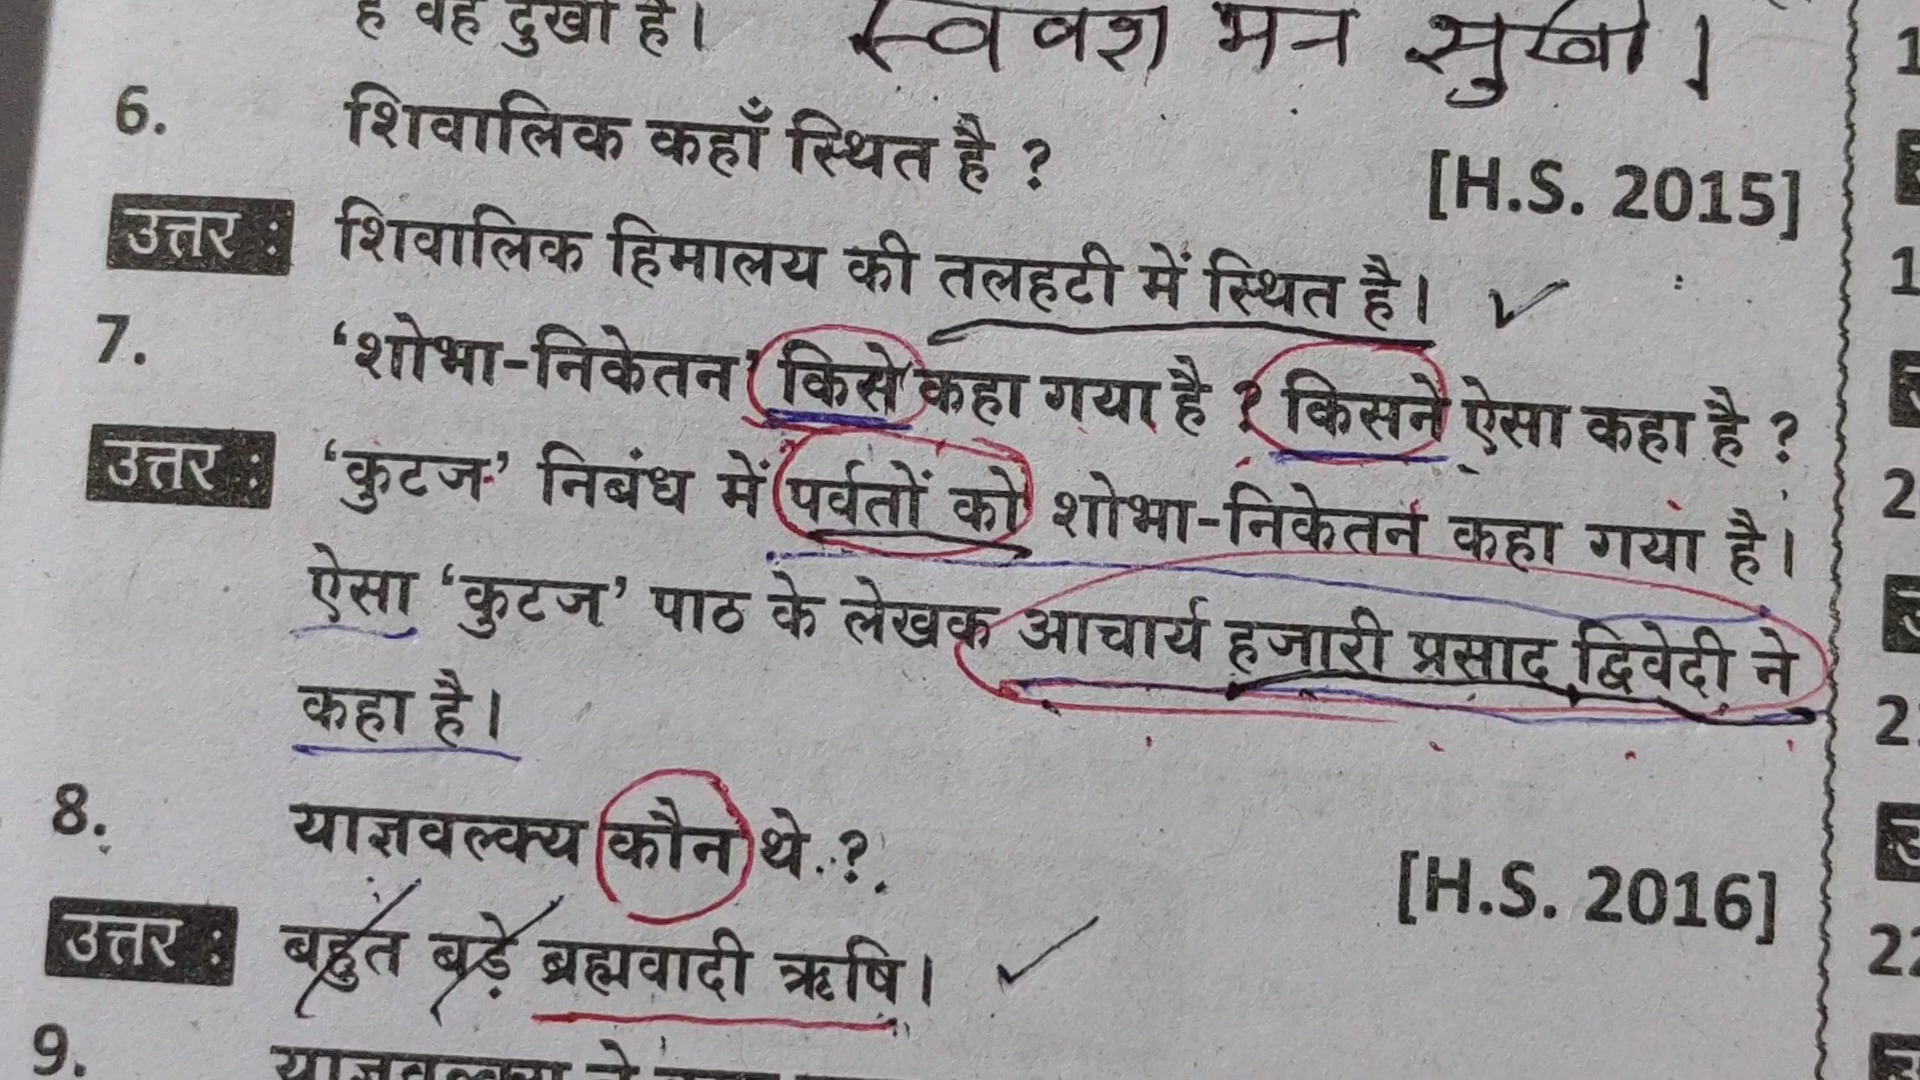 है वह दुखी है। स्ववश मन सुखी।
6. शिवालिक कहाँ स्थित है ?
[H.S. 2015]
उत्तर : शिवालिक हिमालय की तलहटी में स्थित है।
7. ‘शोभा-निकेतन’ किसे कहा गया है ? किसने ऐसा कहा है ?
उत्तर : ‘कुटज’ निबंध में पर्वतों को शोभा-निकेतन कहा गया है।
ऐसा ‘कुटज’ पाठ के लेखक आचार्य हजारी प्रसाद द्विवेदी ने
कहा है।
8. याज्ञवल्क्य कौन थे ?
[H.S. 2016]
उत्तर : बहुत बड़े ब्रह्मवादी ऋषि।
9. याज्ञवल्क्य ने